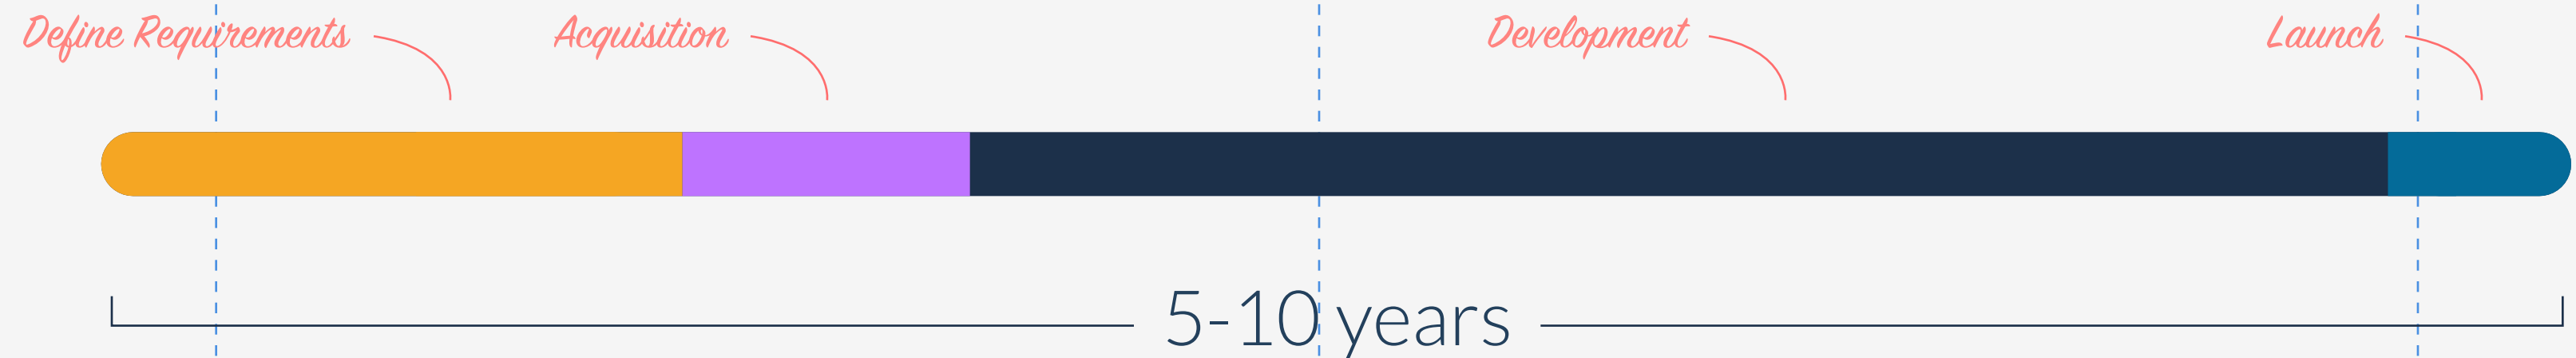 Define Requirements
Acquisition
Development
Launch
5-10 years